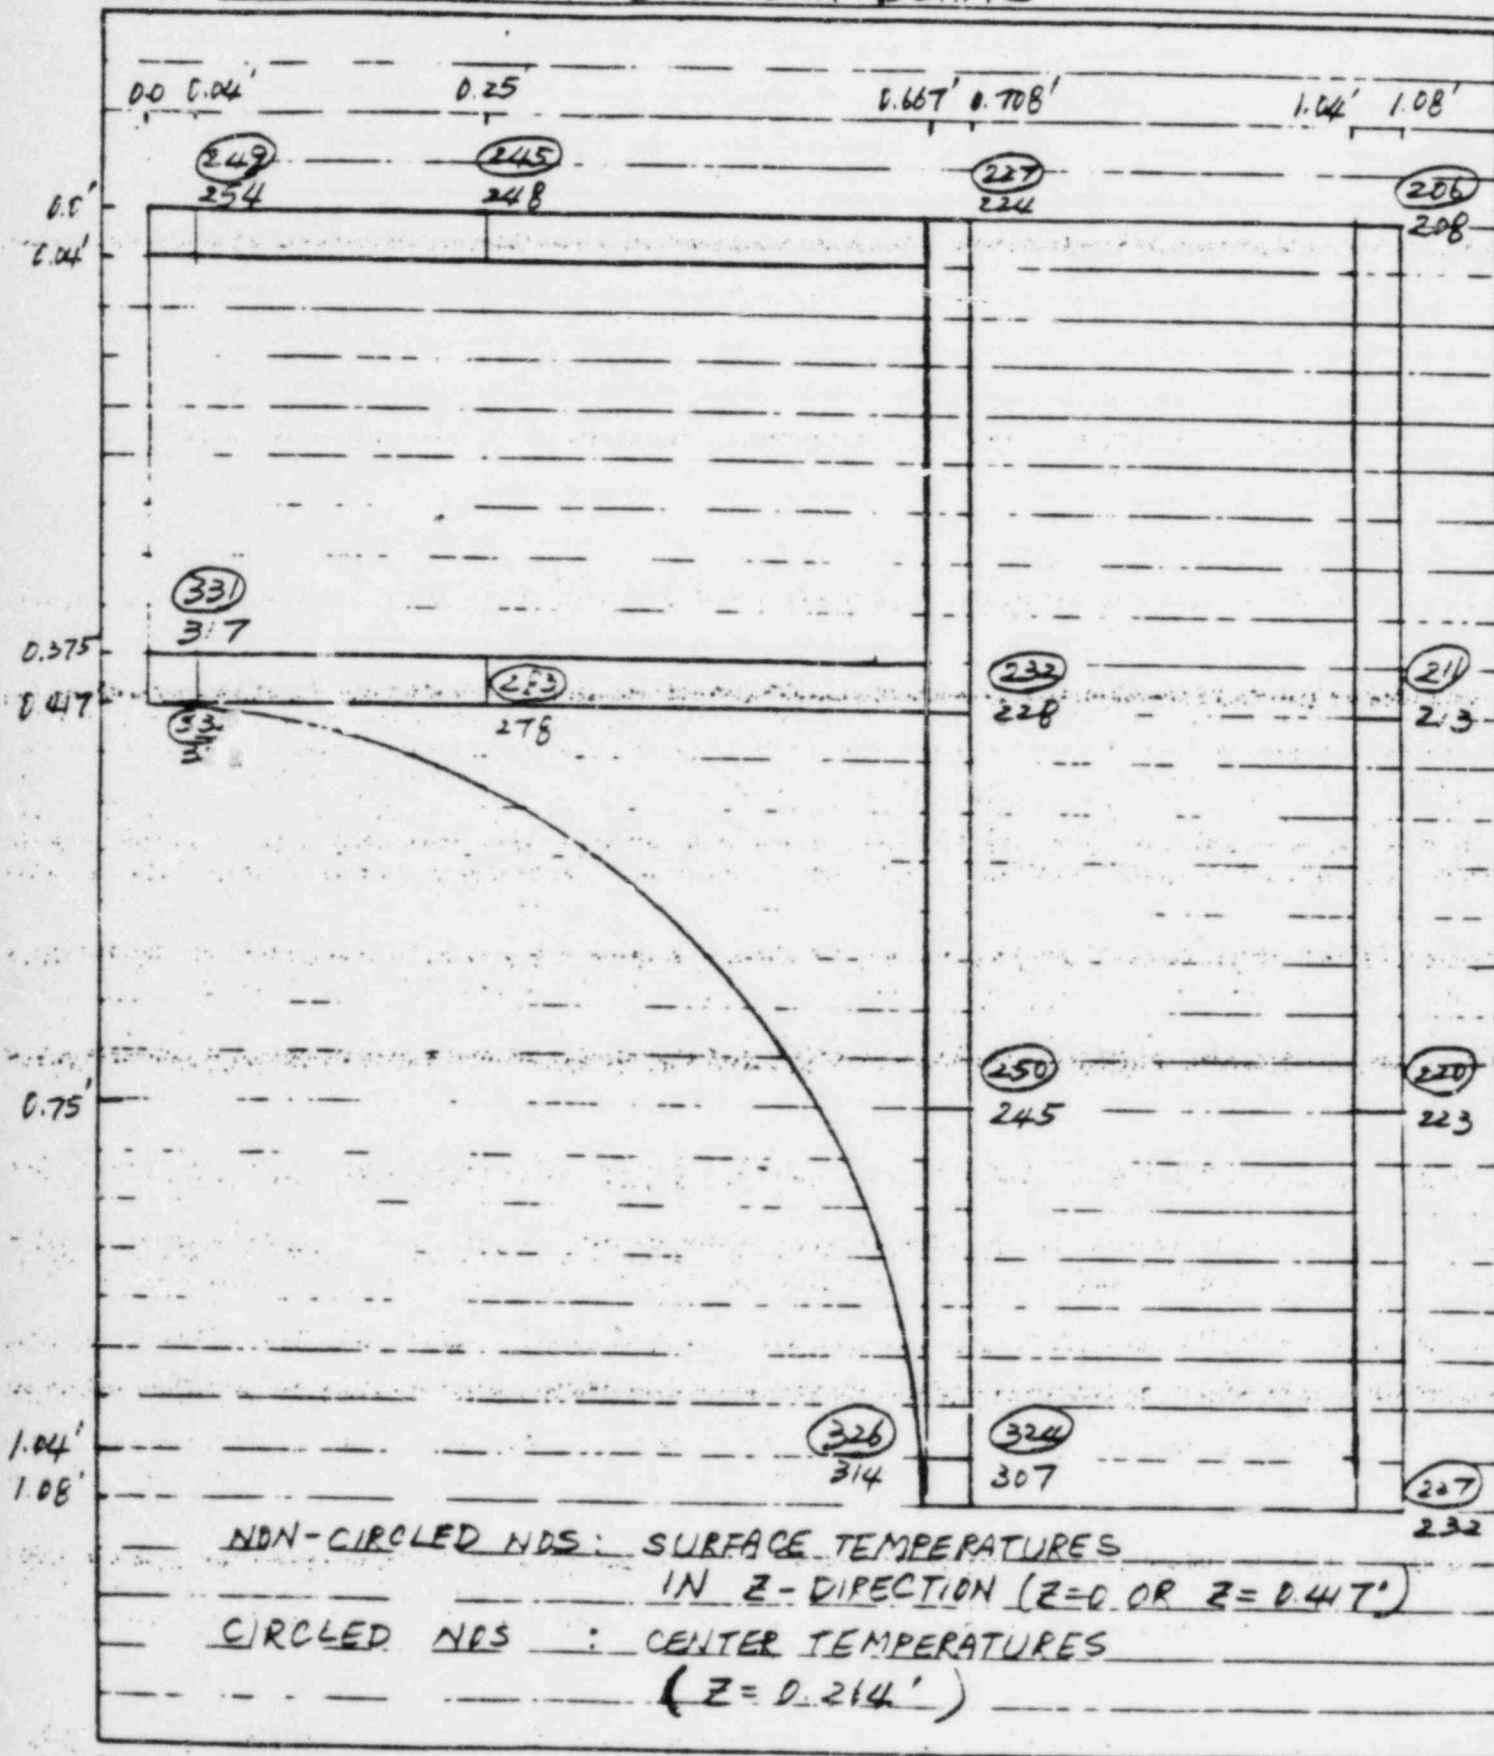 0.0 0.04' 0.25 0.667' 0.708' 1.04' 1.08'
249 245 227 206
254 248 224 208
0.0'
0.04'
331
317
0.375
232 211
0.417
278 228 213
250 220
0.75'
245 223
326 324
1.04'
314 307
1.08'
237
232
NON-CIRCLED NOS: SURFACE TEMPERATURES
IN Z-DIRECTION (Z=0 OR Z=0.417')
CIRCLED NOS : CENTER TEMPERATURES
(Z=0.214')